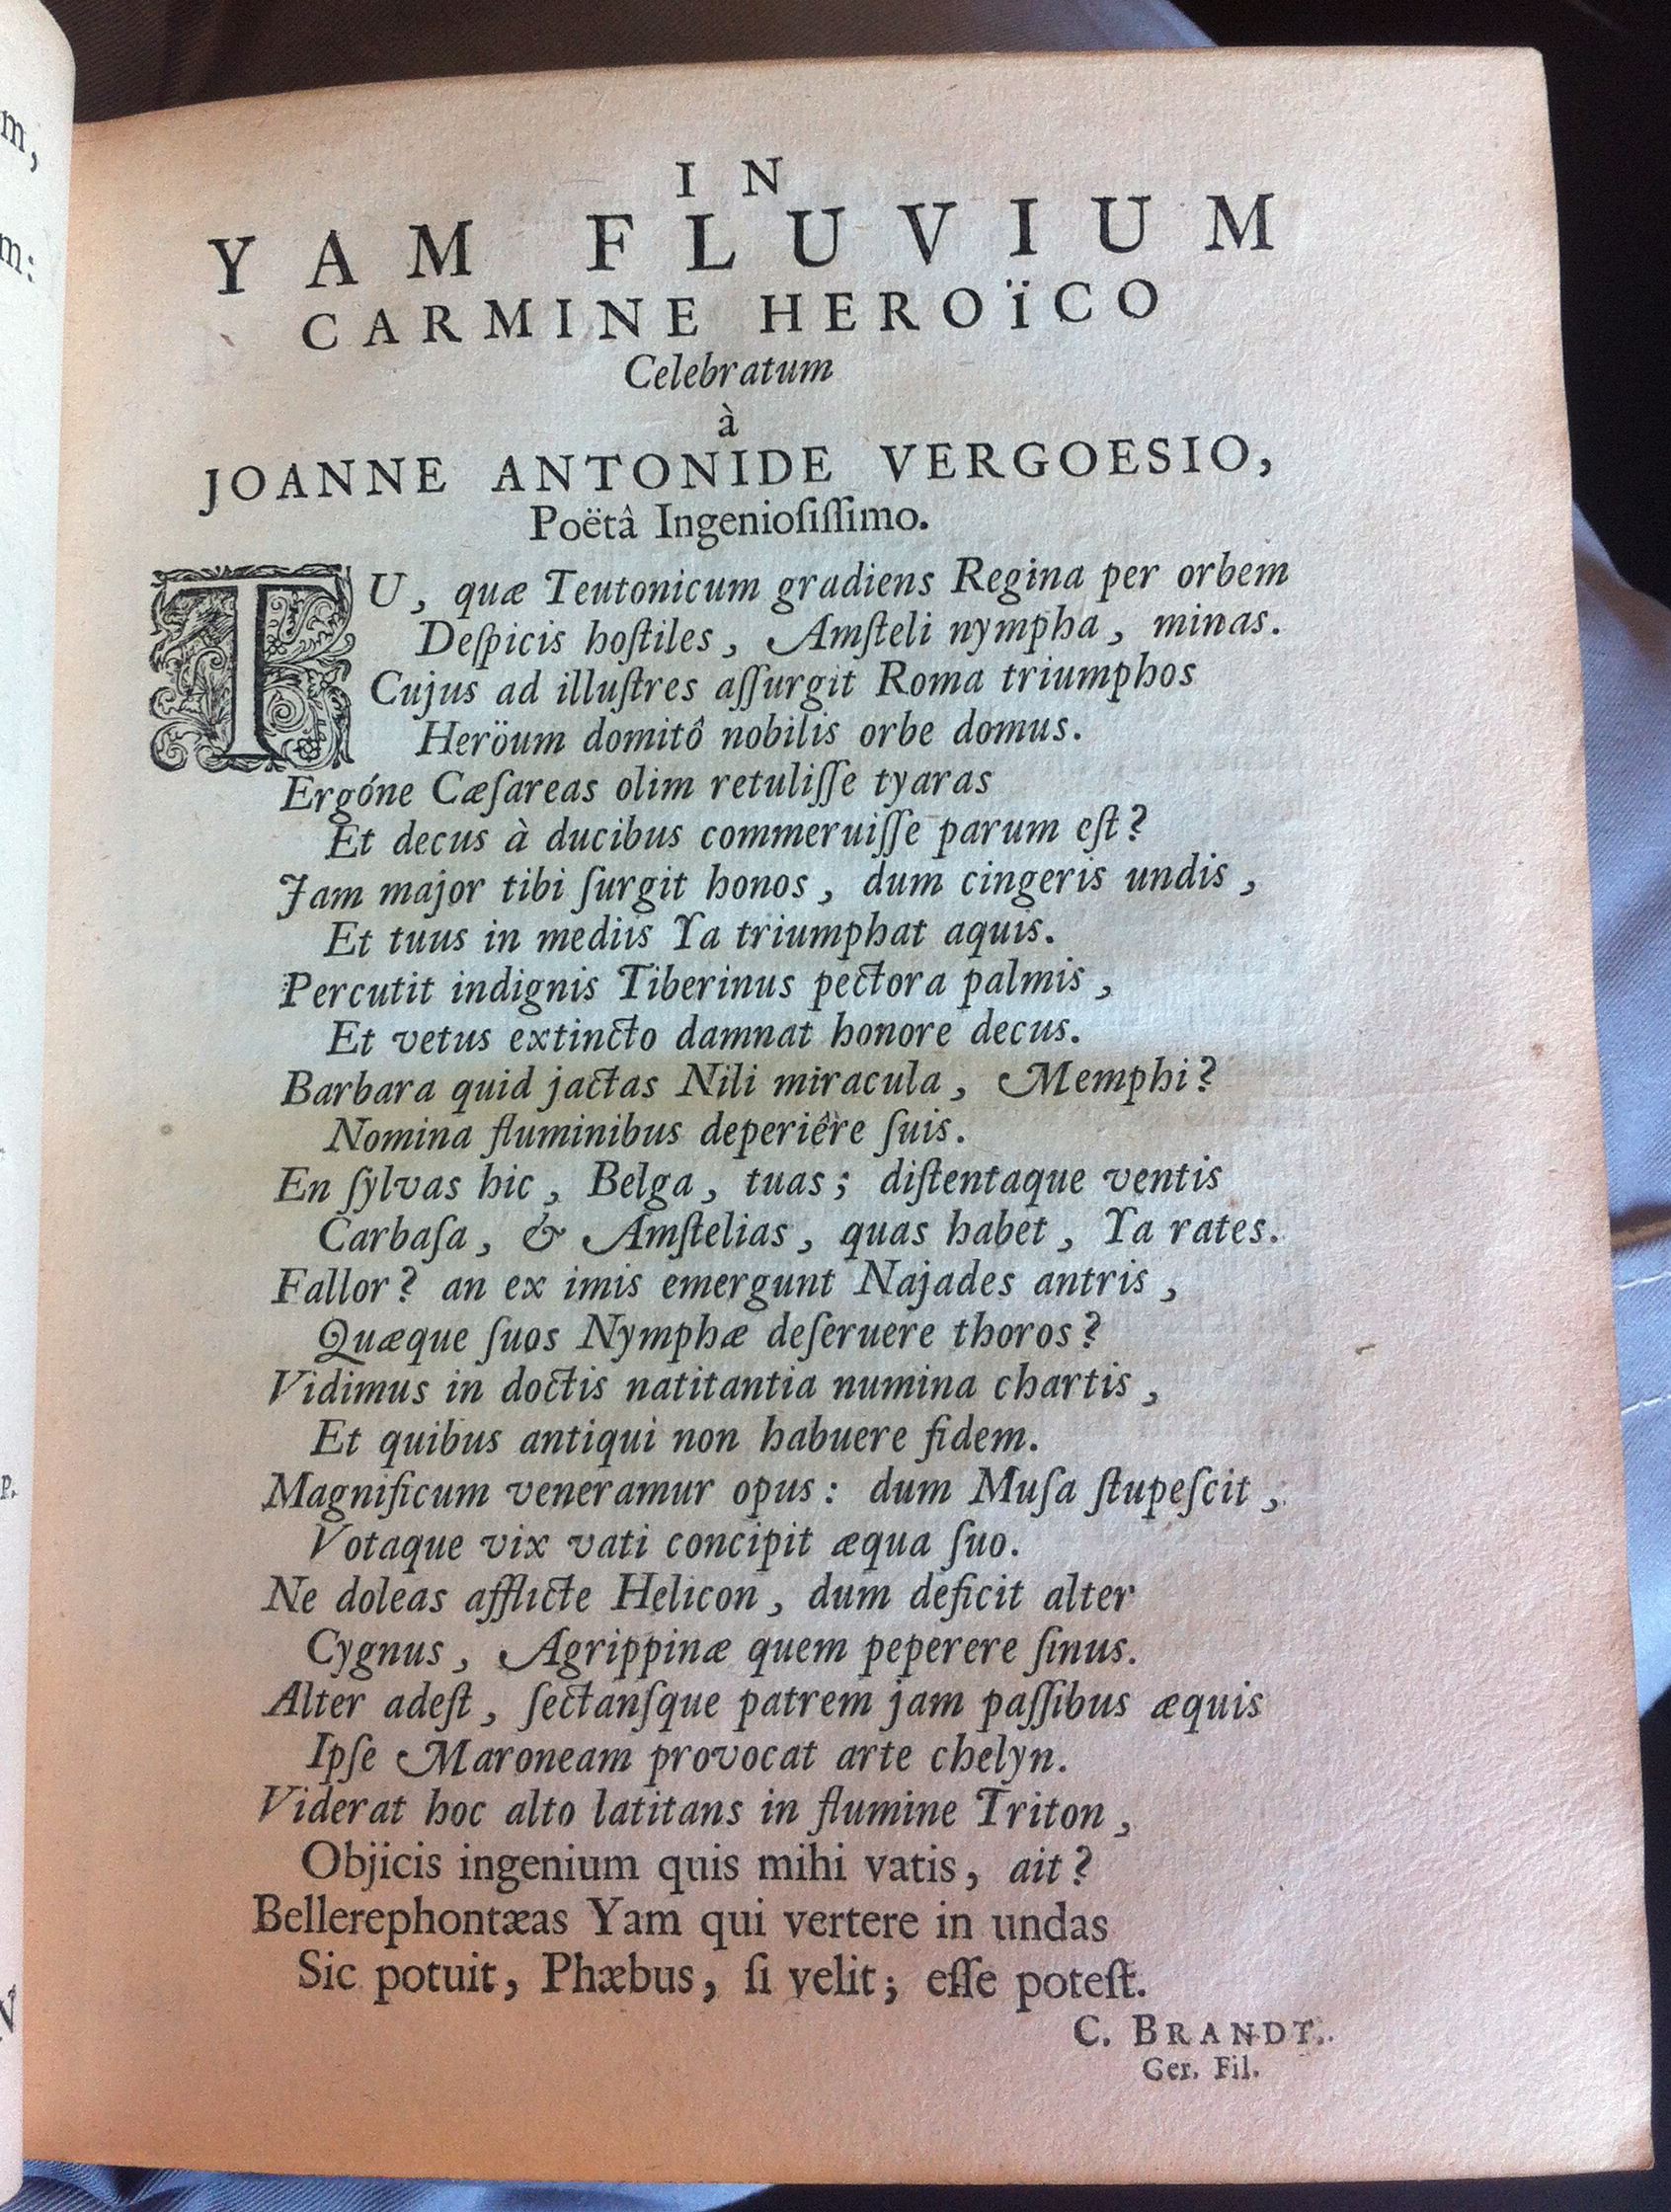 m,
m:
P.
N
IN
YAM FLUVIUM
CARMINE HEROÏCO
Celebratum
à
JOANNE ANTONIDE VERGOESIO,
Poëtâ Ingenioſiſſimo.
TU, quæ Teutonicum gradiens Regina per orbem
Deſpicis hoſtiles, Amſteli nympha, minas.
Cujus ad illuſtres aſſurgit Roma triumphos
Heröum domitô nobilis orbe domus.
Ergóne Cæſareas olim retuliſſe tyaras
Et decus à ducibus commeruiſſe parum eſt?
Jam major tibi ſurgit honos, dum cingeris undis,
Et tuus in mediis Ya triumphat aquis.
Percutit indignis Tiberinus pectora palmis,
Et vetus extincto damnat honore decus.
Barbara quid jactas Nili miracula, Memphi?
Nomina fluminibus deperiêre ſuis.
En ſylvas hic, Belga, tuas; diſtentaque ventis
Carbaſa, & Amſtelias, quas habet, Ya rates.
Fallor? an ex imis emergunt Najades antris,
Quæque ſuos Nymphæ deſeruere thoros?
Vidimus in doctis natitantia numina chartis,
Et quibus antiqui non habuere fidem.
Magnificum veneramur opus: dum Muſa ſtupeſcit,
Votaque vix vati concipit æqua ſuo.
Ne doleas afflicte Helicon, dum deficit alter
Cygnus, Agrippinæ quem peperere ſinus.
Alter adeſt, ſectanſque patrem jam paſſibus æquis
Ipſe Maroneam provocat arte chelyn.
Viderat hoc alto latitans in flumine Triton,
Objicis ingenium quis mihi vatis, ait?
Bellerephontæas Yam qui vertere in undas
Sic potuit, Phæbus, ſi velit; eſſe poteſt.
C. BRANDT.
Ger. Fil.